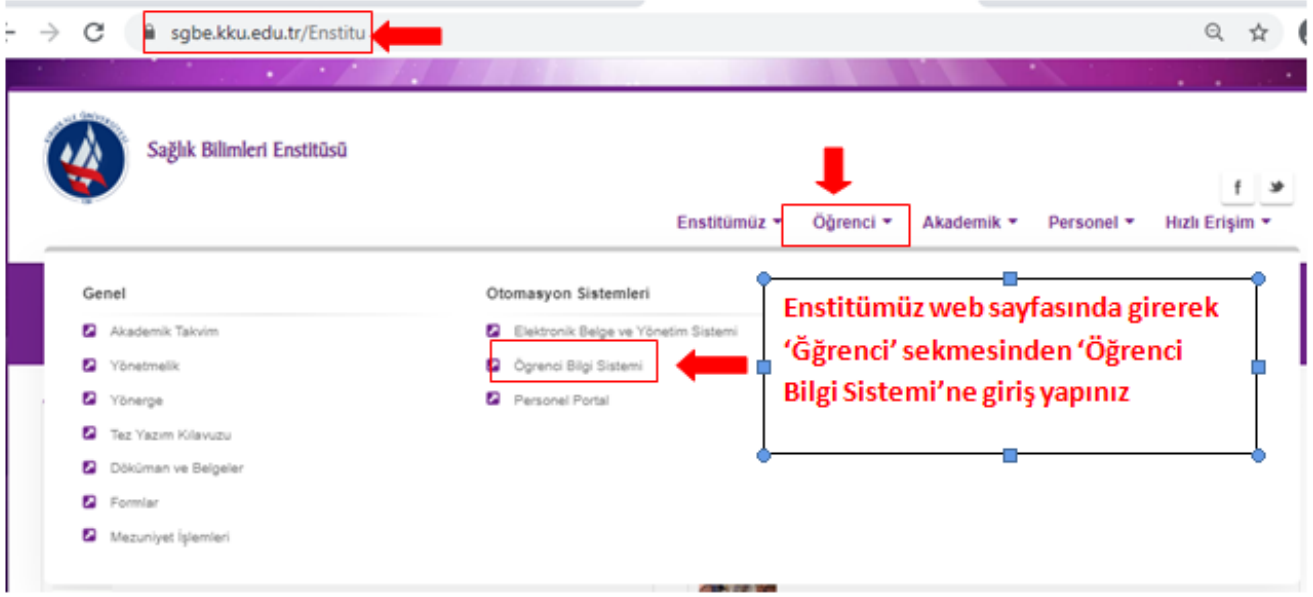 sgbe.kku.edu.tr/Enstitu
Sağlık Bilimleri Enstitüsü
Enstitümüz Öğrenci Akademik Personel Hızlı Erişim
Genel
Akademik Takvim
Yönetmelik
Yönerge
Tez Yazım Kılavuzu
Döküman ve Belgeler
Formlar
Mezuniyet İşlemleri
Otomasyon Sistemleri
Elektronik Belge ve Yönetim Sistemi
Öğrenci Bilgi Sistemi
Personel Portal
Enstitümüz web sayfasında girerek
‘Ğğrenci’ sekmesinden ‘Öğrenci
Bilgi Sistemi’ne giriş yapınız